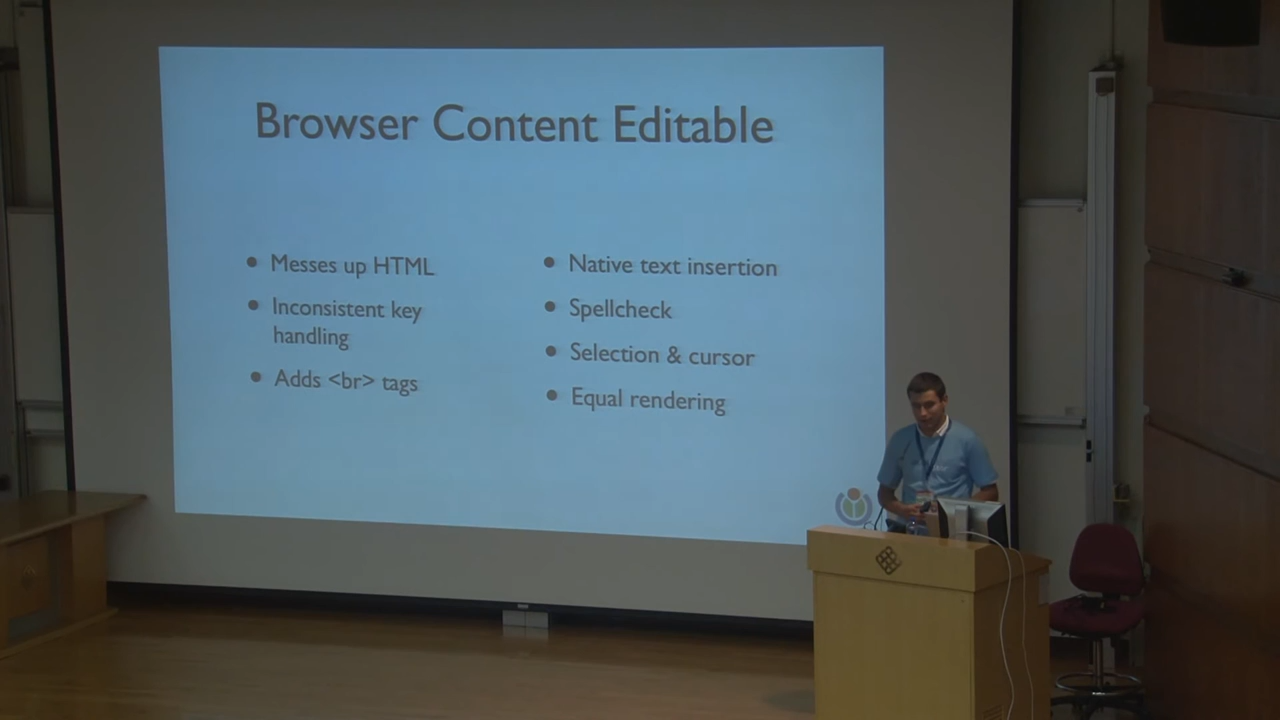 Browser Content Editable
Messes up HTML
Inconsistent key
handling
Adds <br> tags
Native text insertion
Spellcheck
Selection & cursor
Equal rendering